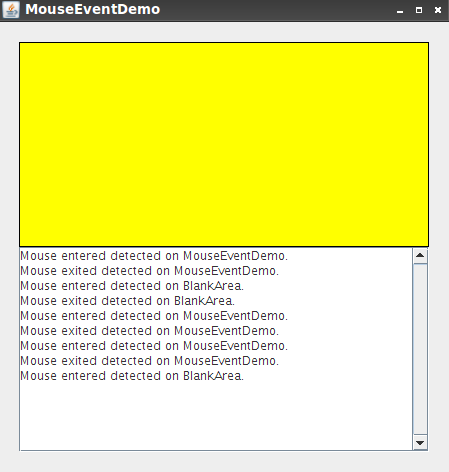 MouseEventDemo
Mouse entered detected on MouseEventDemo.
Mouse exited detected on MouseEventDemo.
Mouse entered detected on BlankArea.
Mouse exited detected on BlankArea.
Mouse entered detected on MouseEventDemo.
Mouse exited detected on MouseEventDemo.
Mouse entered detected on MouseEventDemo.
Mouse exited detected on MouseEventDemo.
Mouse entered detected on BlankArea.